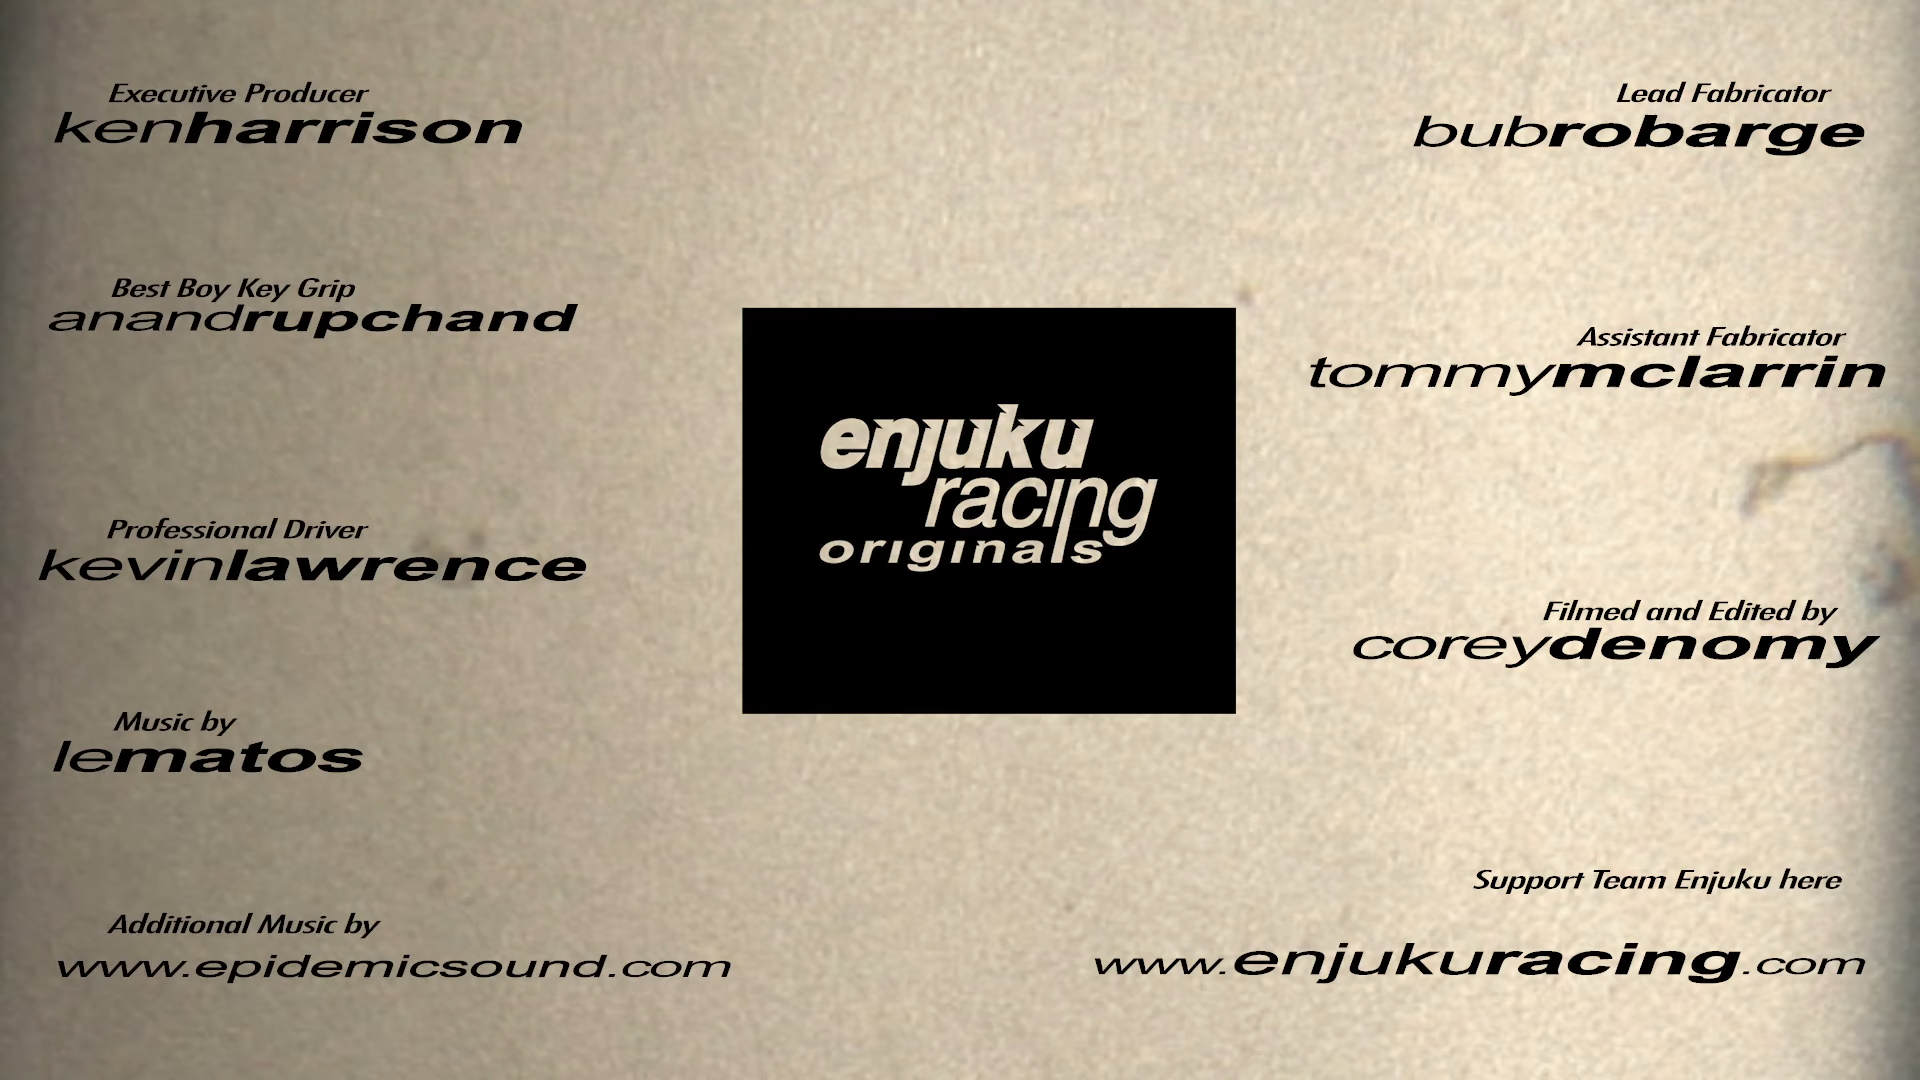 Executive Producer
kenharrison
Best Boy Key Grip
anandrupchand
Professional Driver
kevinlawrence
Music by
lematos
Additional Music by
www.epidemicsound.com
enjuku
racing
originals
Lead Fabricator
bubrobarge
Assistant Fabricator
tommymclarrin
Filmed and Edited by
coreydenomy
Support Team Enjuku here
www.enjukuracing.com